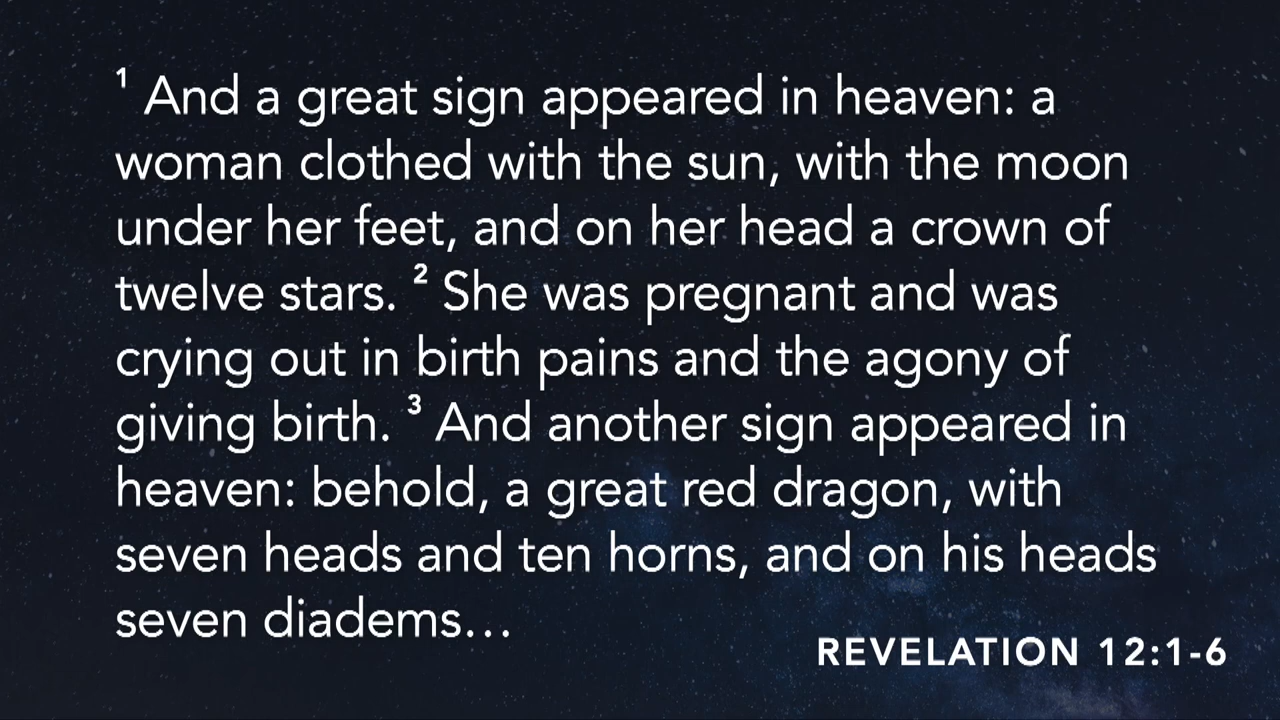 ¹ And a great sign appeared in heaven: a
woman clothed with the sun, with the moon
under her feet, and on her head a crown of
twelve stars. ² She was pregnant and was
crying out in birth pains and the agony of
giving birth. ³ And another sign appeared in
heaven: behold, a great red dragon, with
seven heads and ten horns, and on his heads
seven diadems…
REVELATION 12:1-6